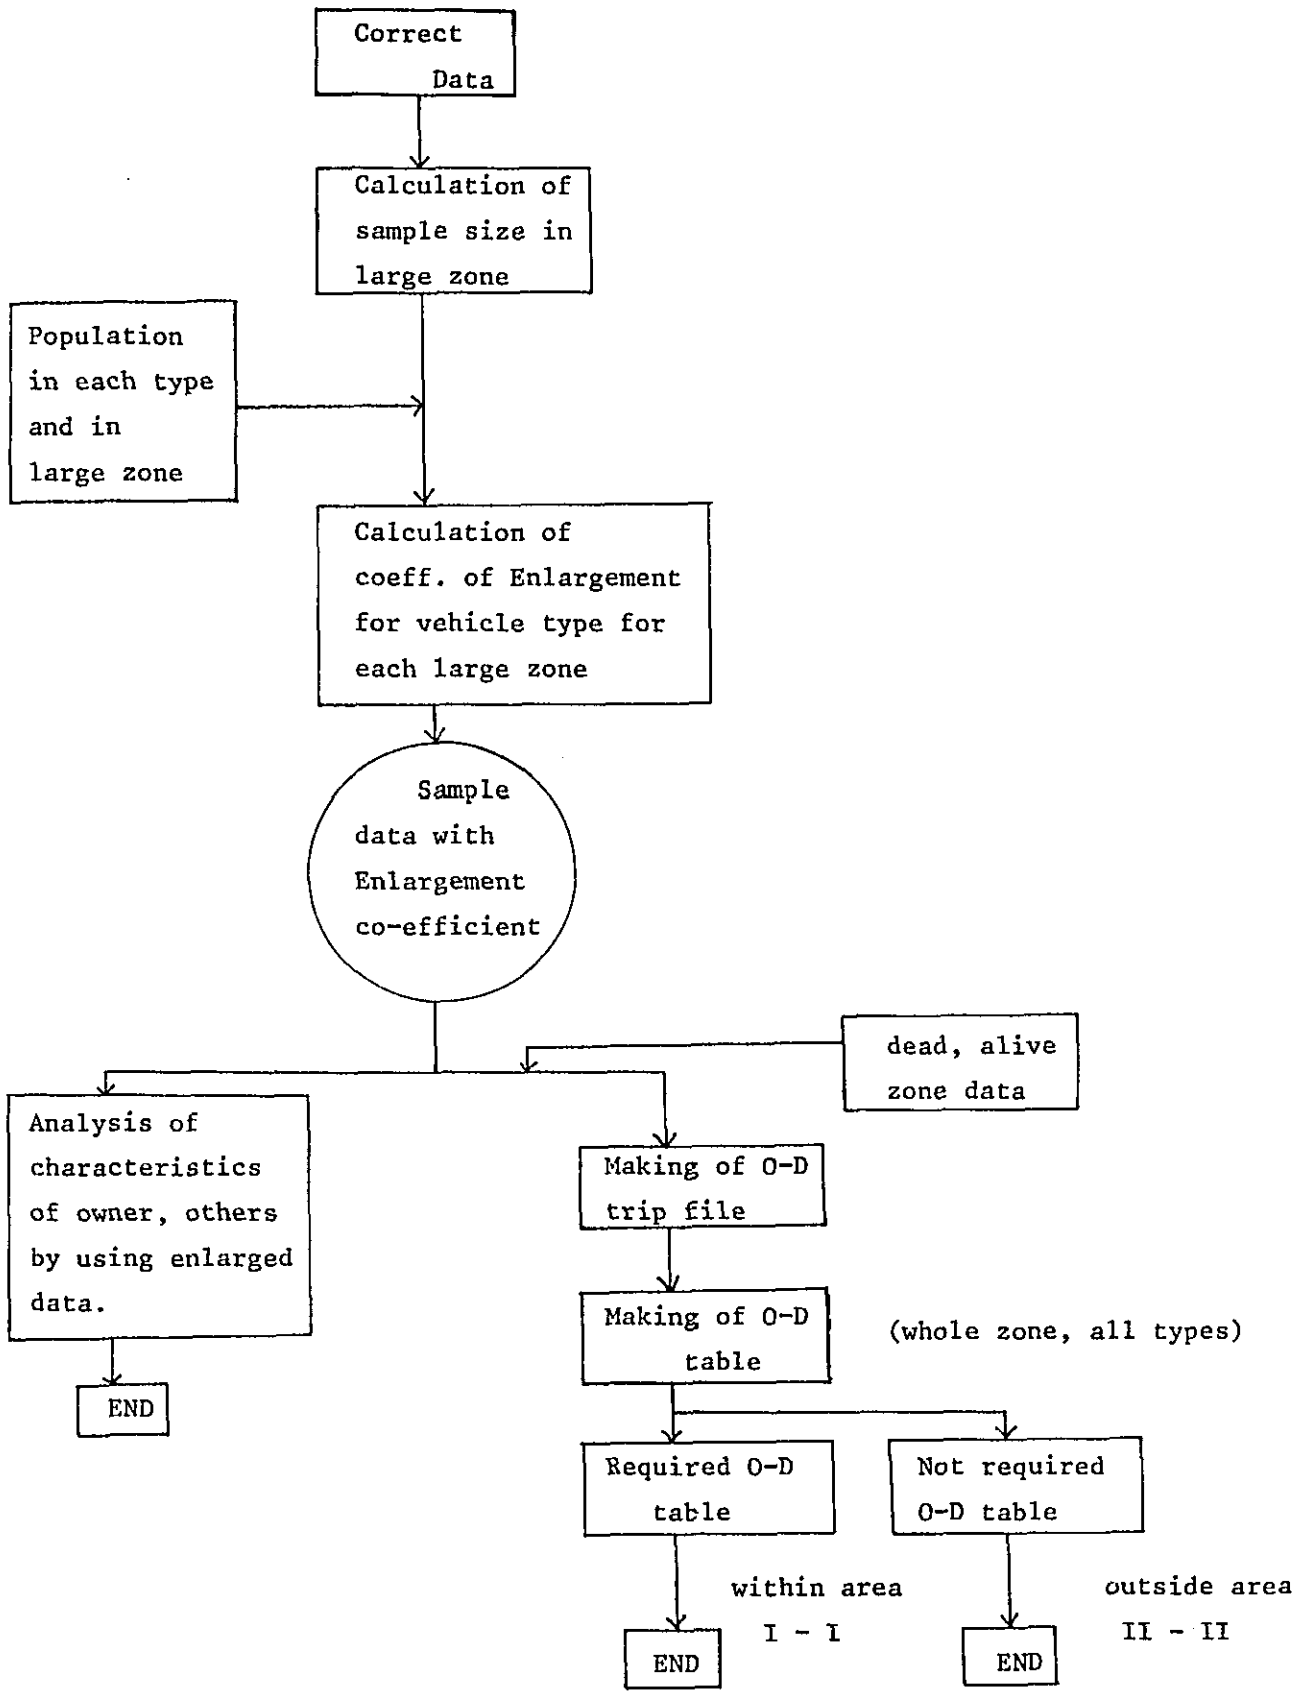 Correct
Data
Calculation of
sample size in
large zone
Population
in each type
and in
large zone
Calculation of
coeff. of Enlargement
for vehicle type for
each large zone
Sample
data with
Enlargement
co-efficient
dead, alive
zone data
Analysis of
characteristics
of owner, others
by using enlarged
data.
END
Making of O-D
trip file
Making of O-D
table
(whole zone, all types)
Required O-D
table
Not required
O-D table
within area
I - I
outside area
II - II
END
END